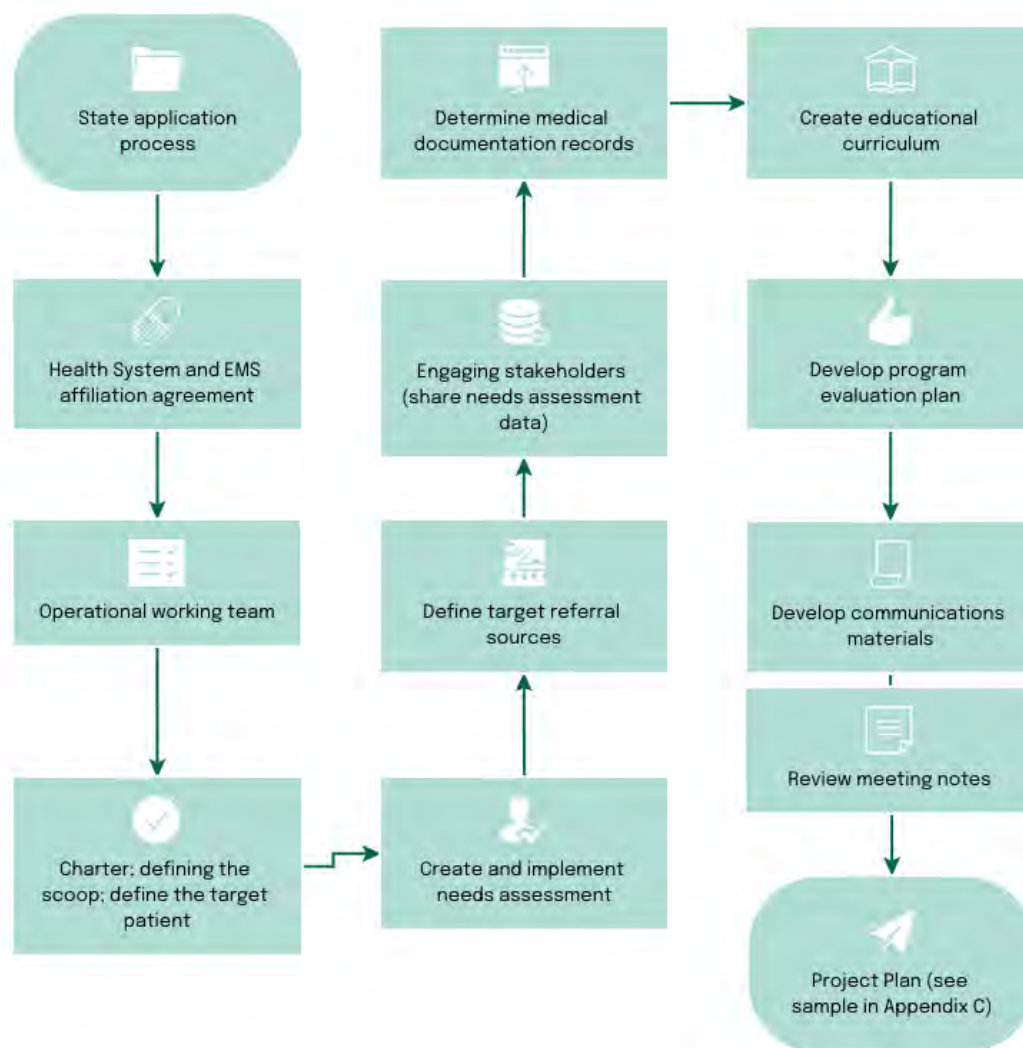 State application
process
Health System and EMS
affiliation agreement
Operational working team
Charter; defining the
scoop; define the target
patient
Create and implement
needs assessment
Define target referral
sources
Engaging stakeholders
(share needs assessment
data)
Determine medical
documentation records
Create educational
curriculum
Develop program
evaluation plan
Develop communications
materials
Review meeting notes
Project Plan (see
sample in Appendix C)